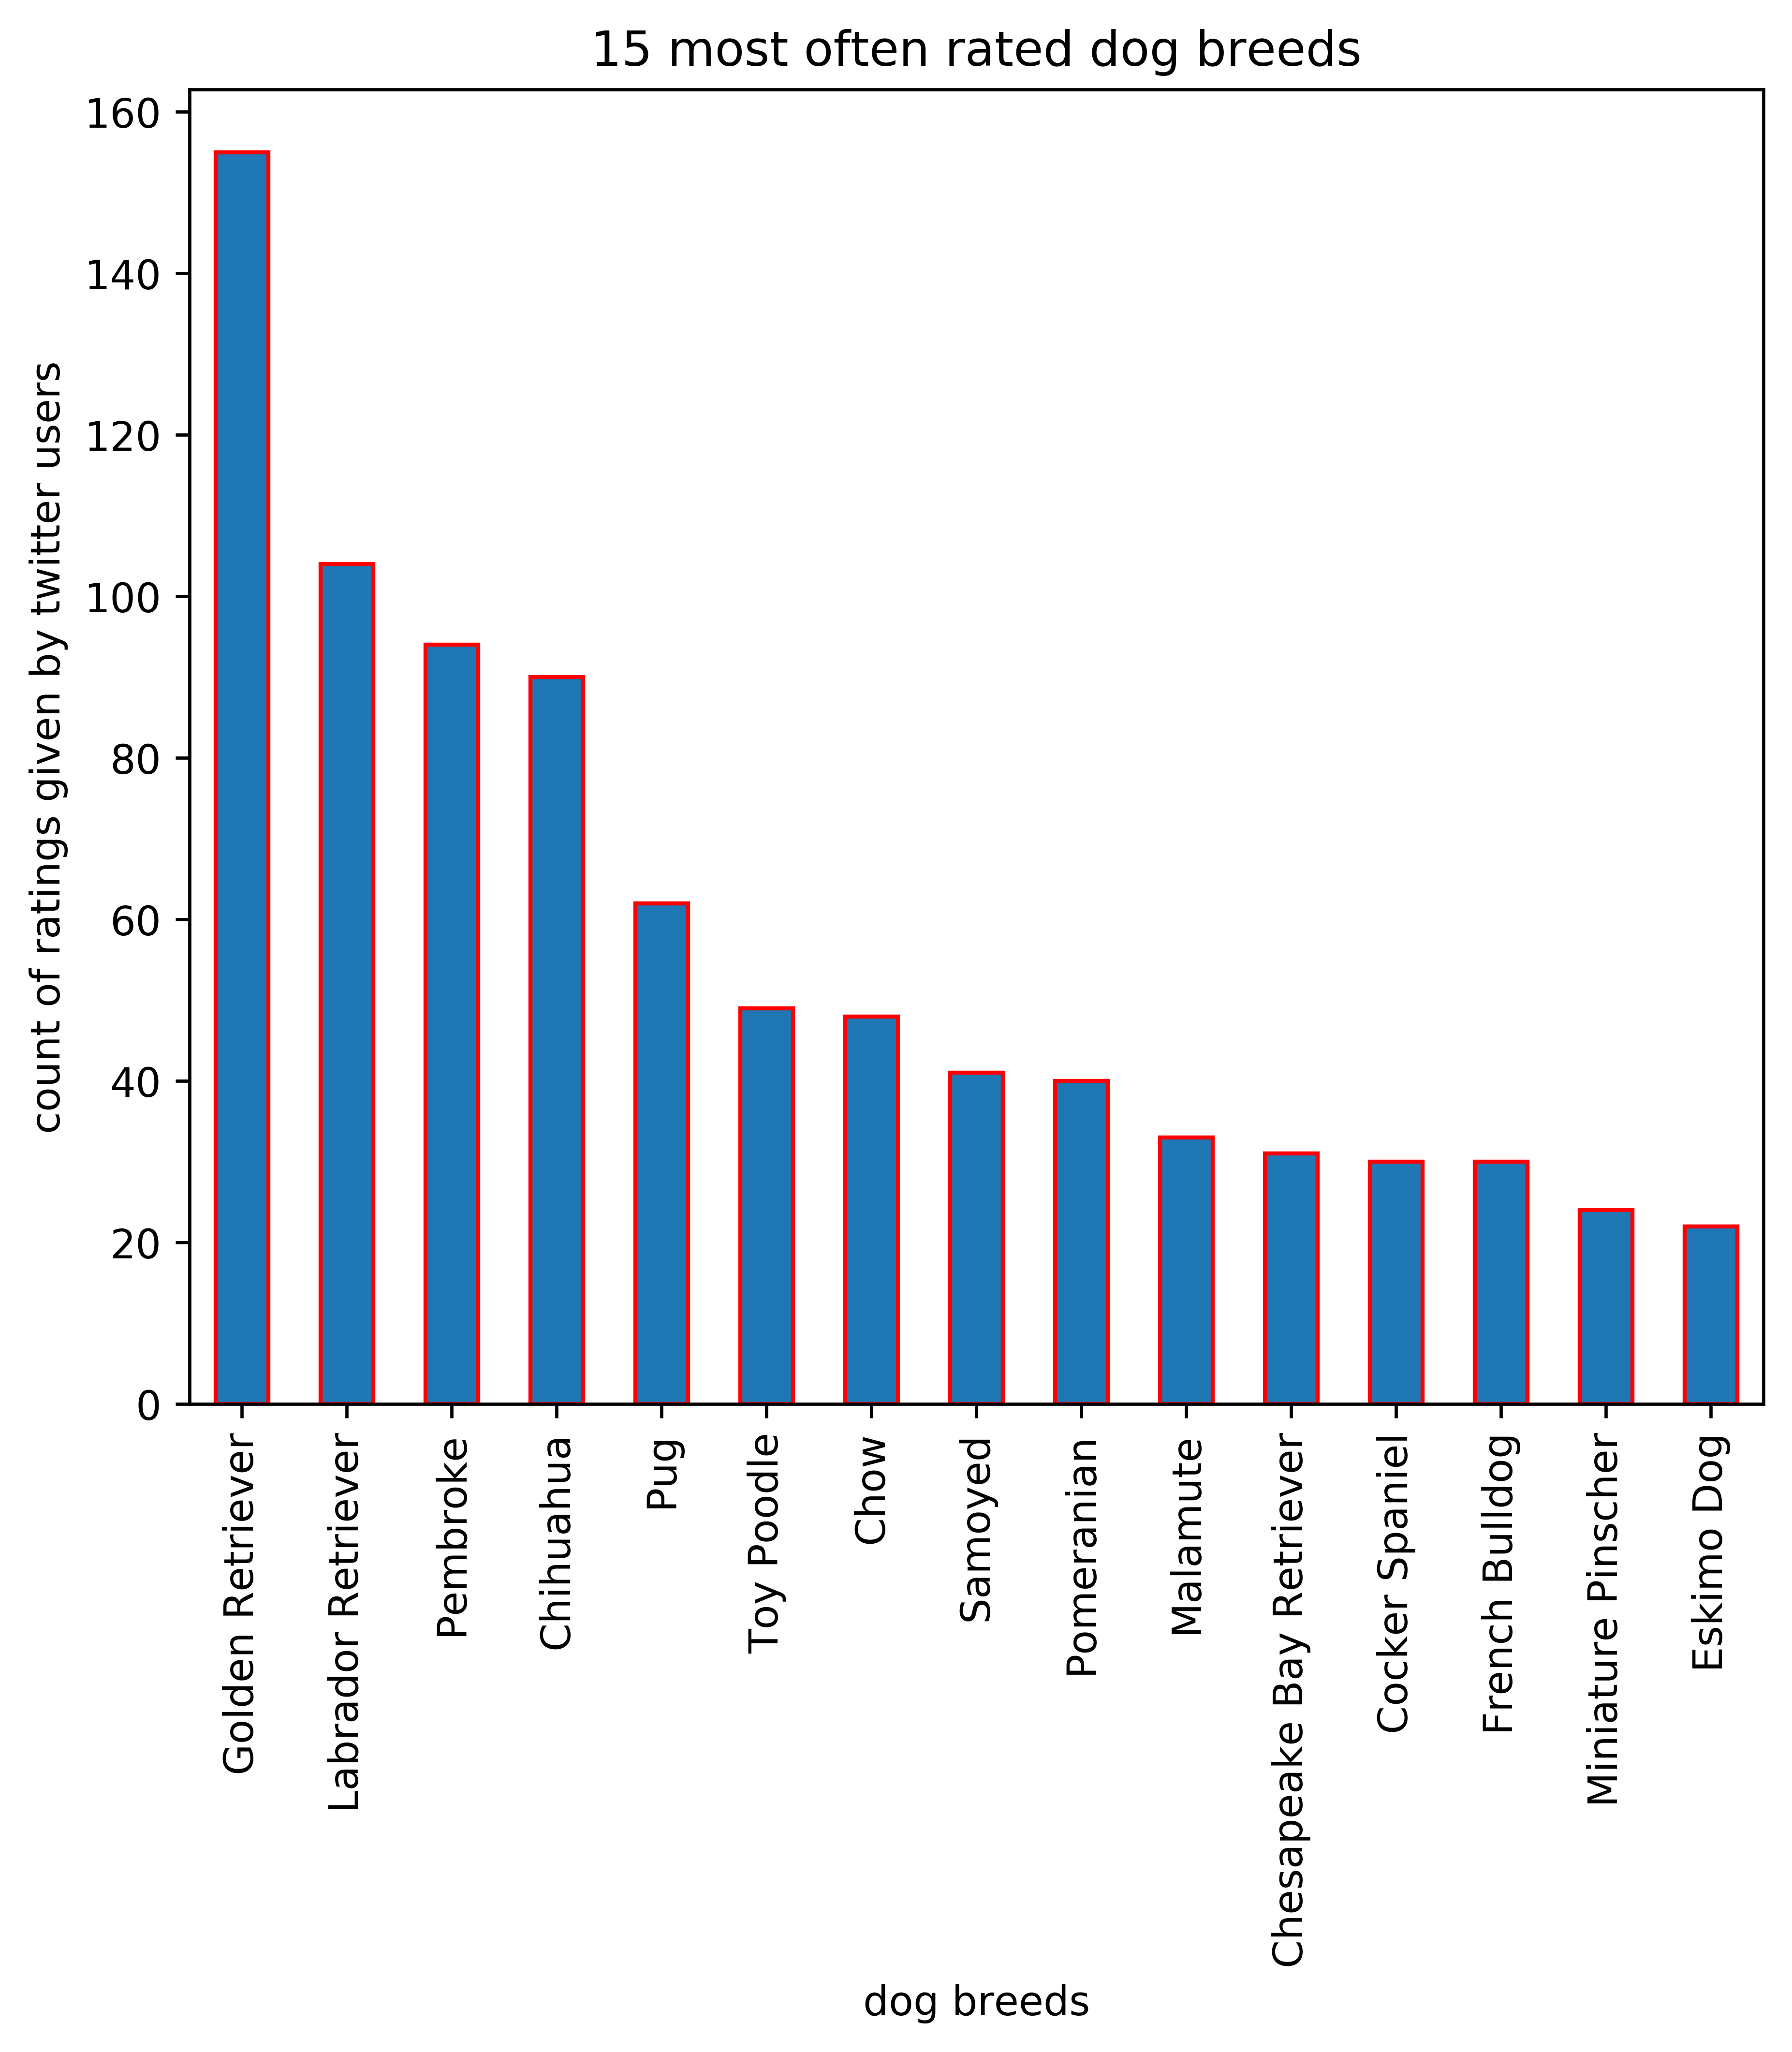 15 most often rated dog breeds
count of ratings given by twitter users
160
140
120
100
80
60
40
20
0
Golden Retriever
Labrador Retriever
Pembroke
Chihuahua
Pug
Toy Poodle
Chow
Samoyed
Pomeranian
Malamute
Chesapeake Bay Retriever
Cocker Spaniel
French Bulldog
Miniature Pinscher
Eskimo Dog
dog breeds